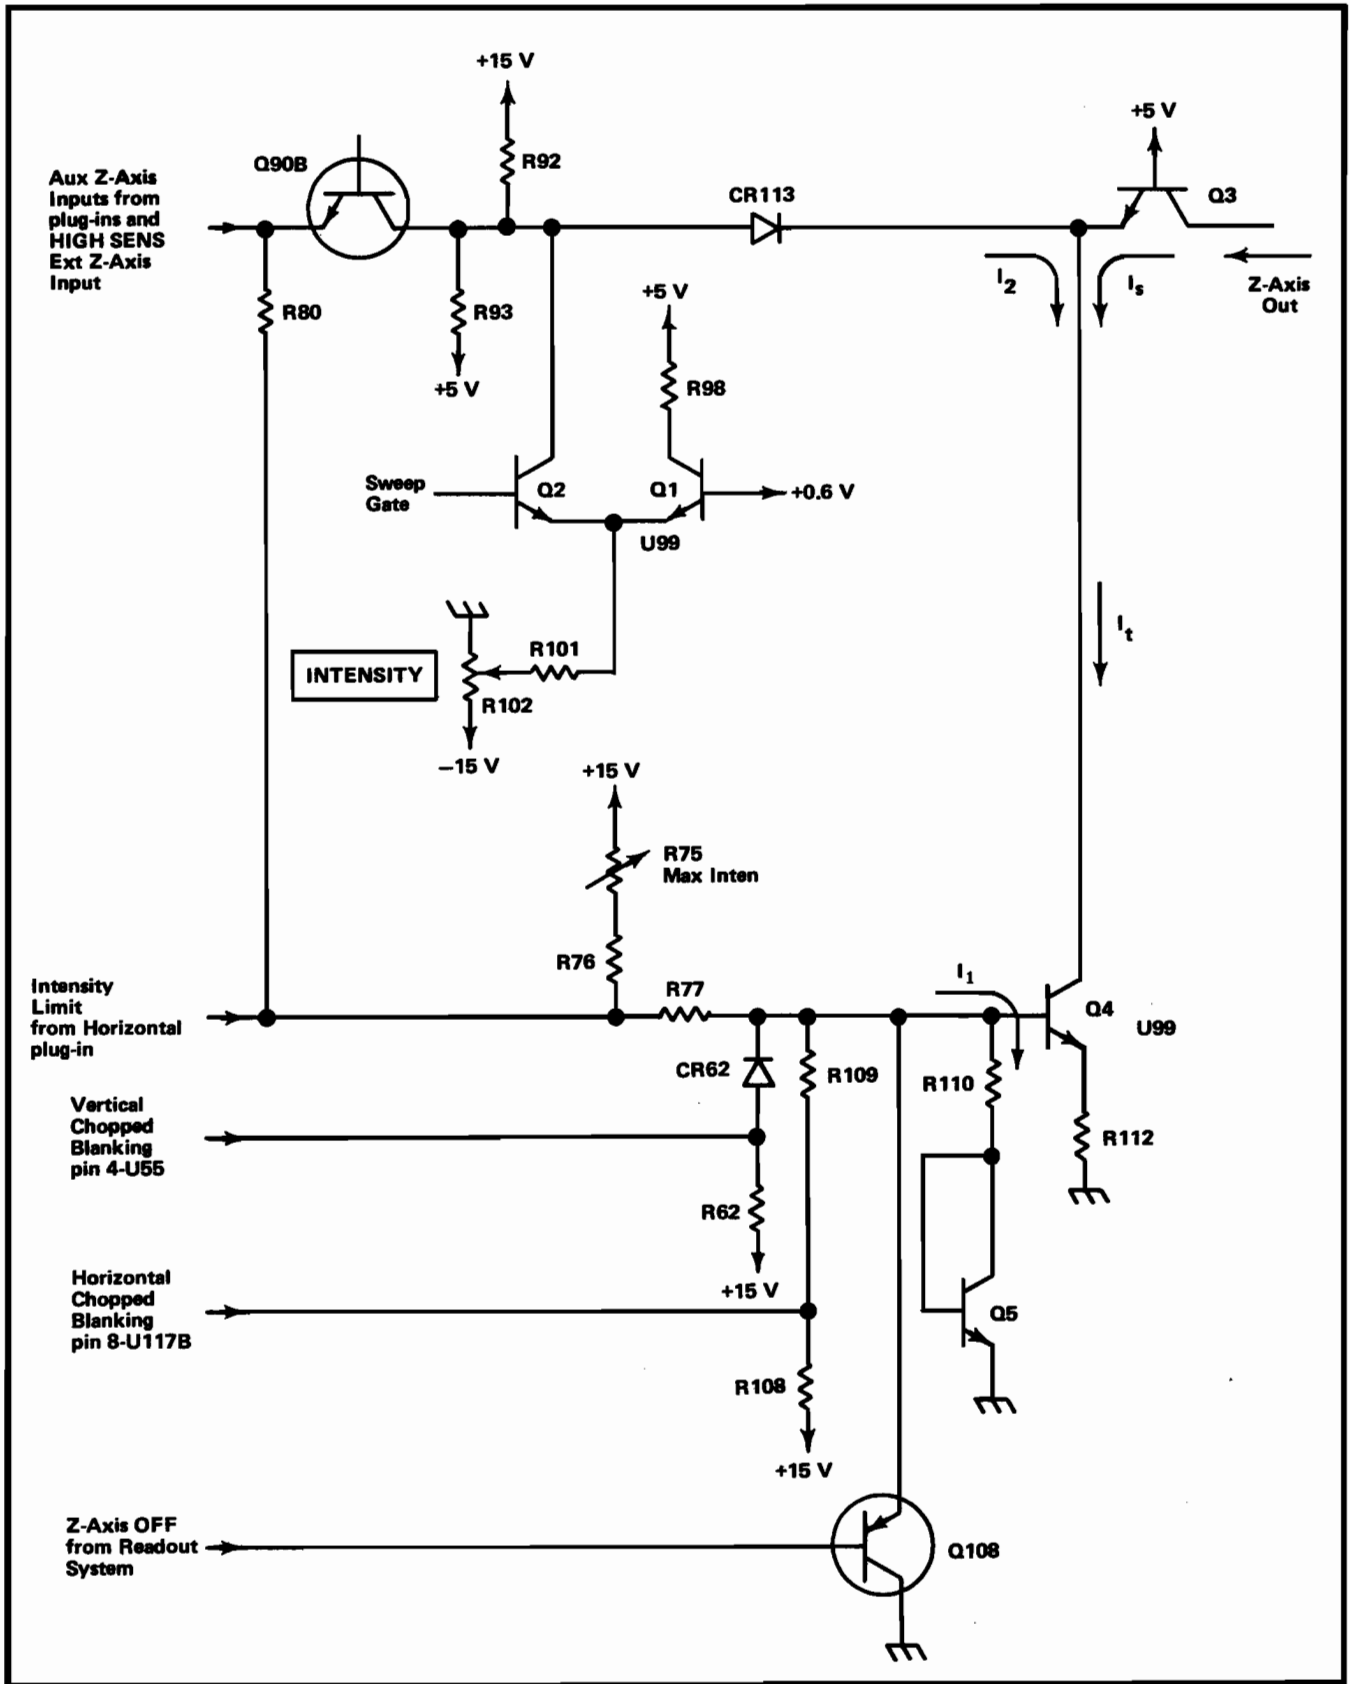 +15 V
+5 V
Q90B
R92
Aux Z-Axis
Inputs from
plug-ins and
HIGH SENS
Ext Z-Axis
Input
CR113
Q3
I2
Is
Z-Axis
Out
R80
R93
+5 V
+5 V
R98
Sweep
Gate
Q2
Q1
+0.6 V
U99
It
INTENSITY
R101
R102
−15 V
+15 V
R75
Max Inten
R76
Intensity
Limit
from Horizontal
plug-in
R77
I1
Q4
U99
CR62
R109
R110
Vertical
Chopped
Blanking
pin 4-U55
R112
R62
+15 V
Horizontal
Chopped
Blanking
pin 8-U117B
Q5
R108
+15 V
Z-Axis OFF
from Readout
System
Q108